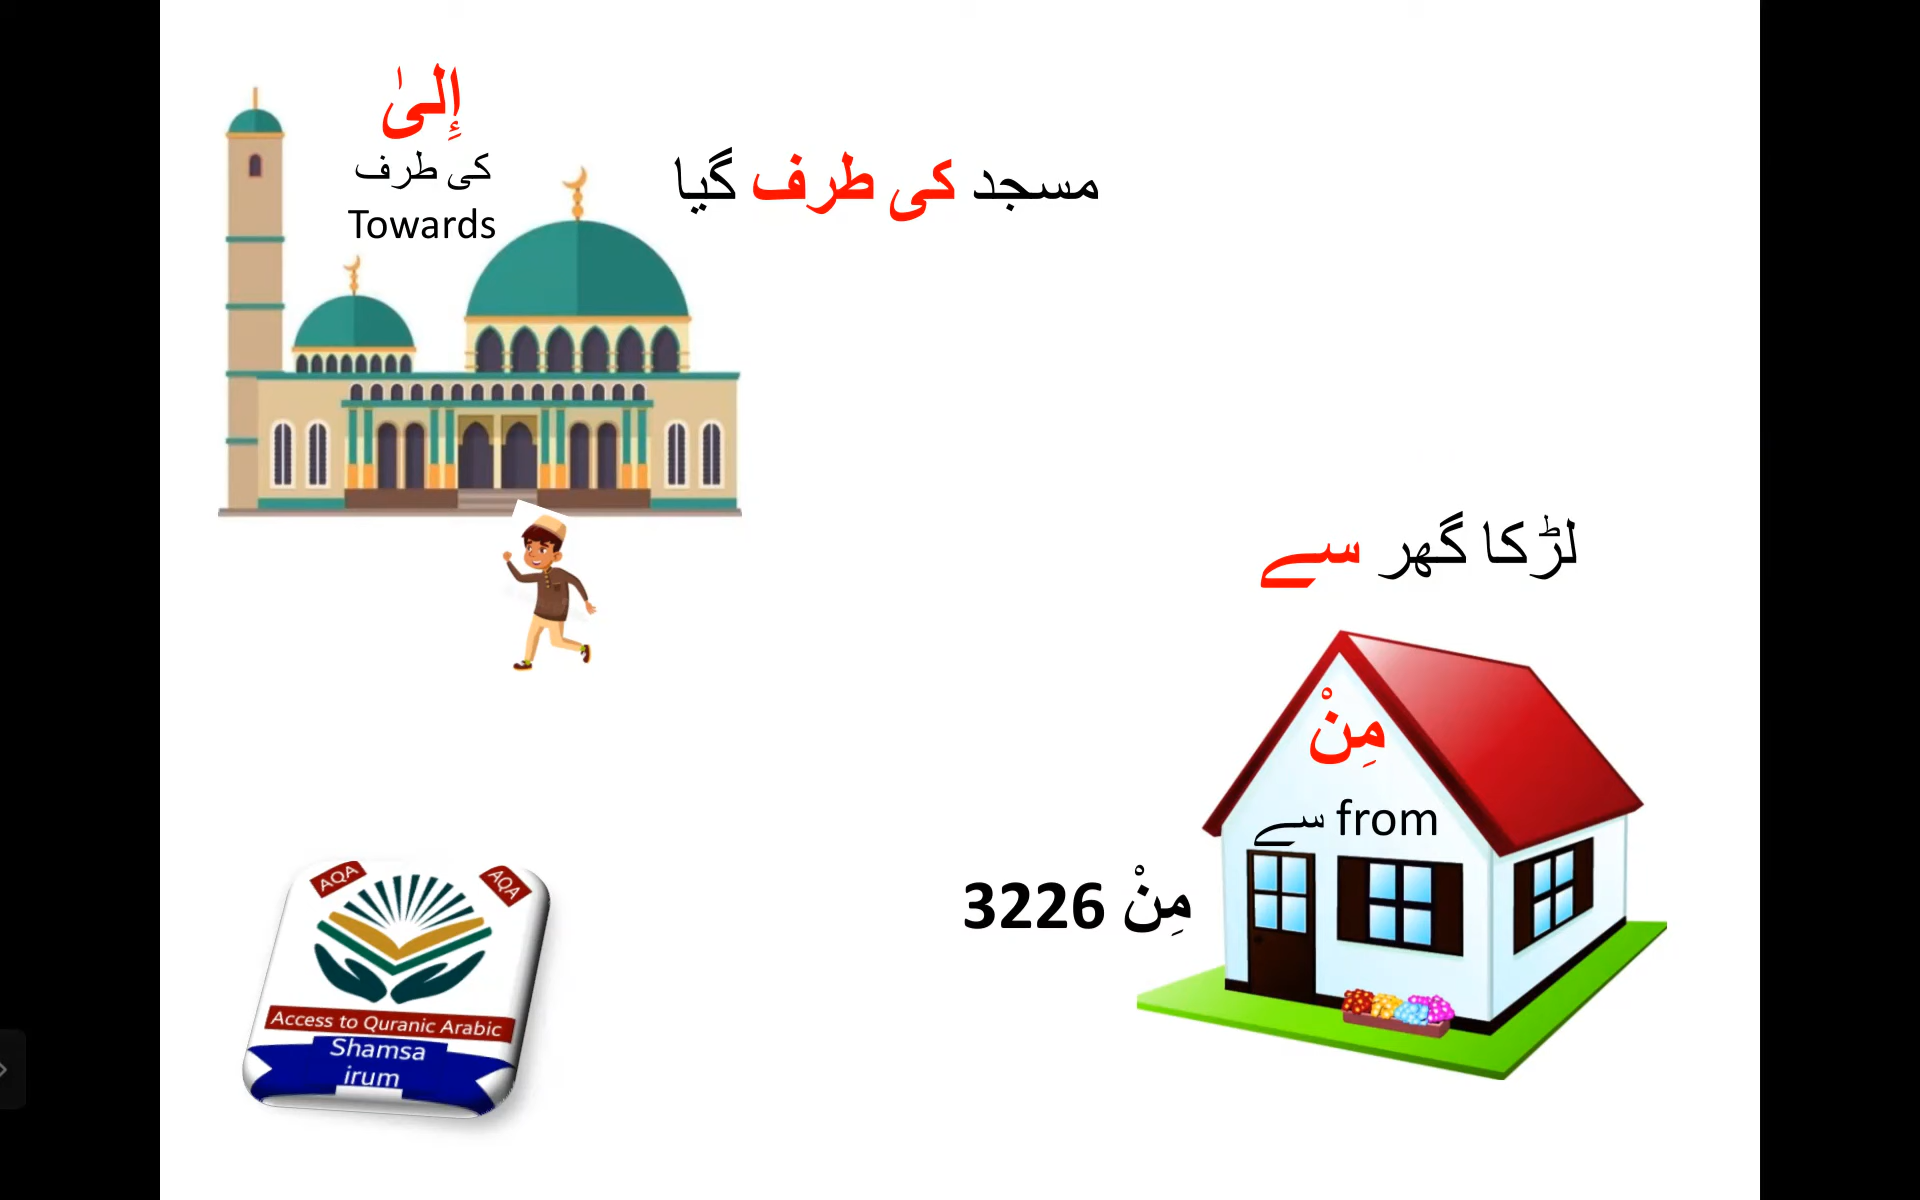 إِلىٰ
کی طرف
Towards
مسجد کی طرف گیا
لڑکا گھر سے
مِنْ
سے from
مِنْ 3226
AQA
AQA
Access to Quranic Arabic
Shamsa
irum